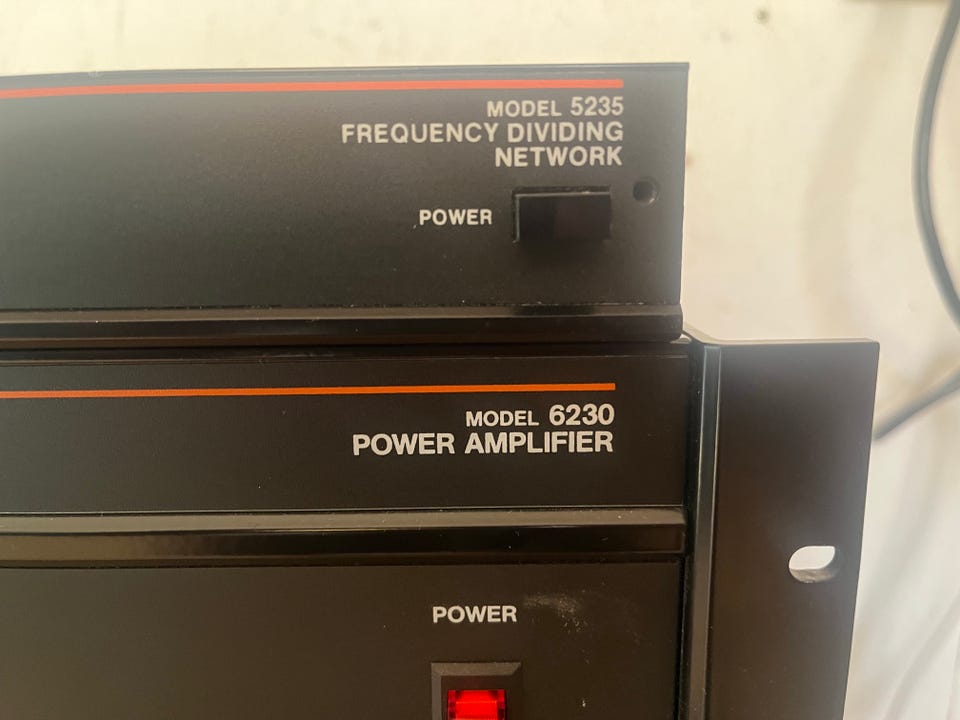 MODEL 5235
FREQUENCY DIVIDING
NETWORK
POWER
MODEL 6230
POWER AMPLIFIER
POWER